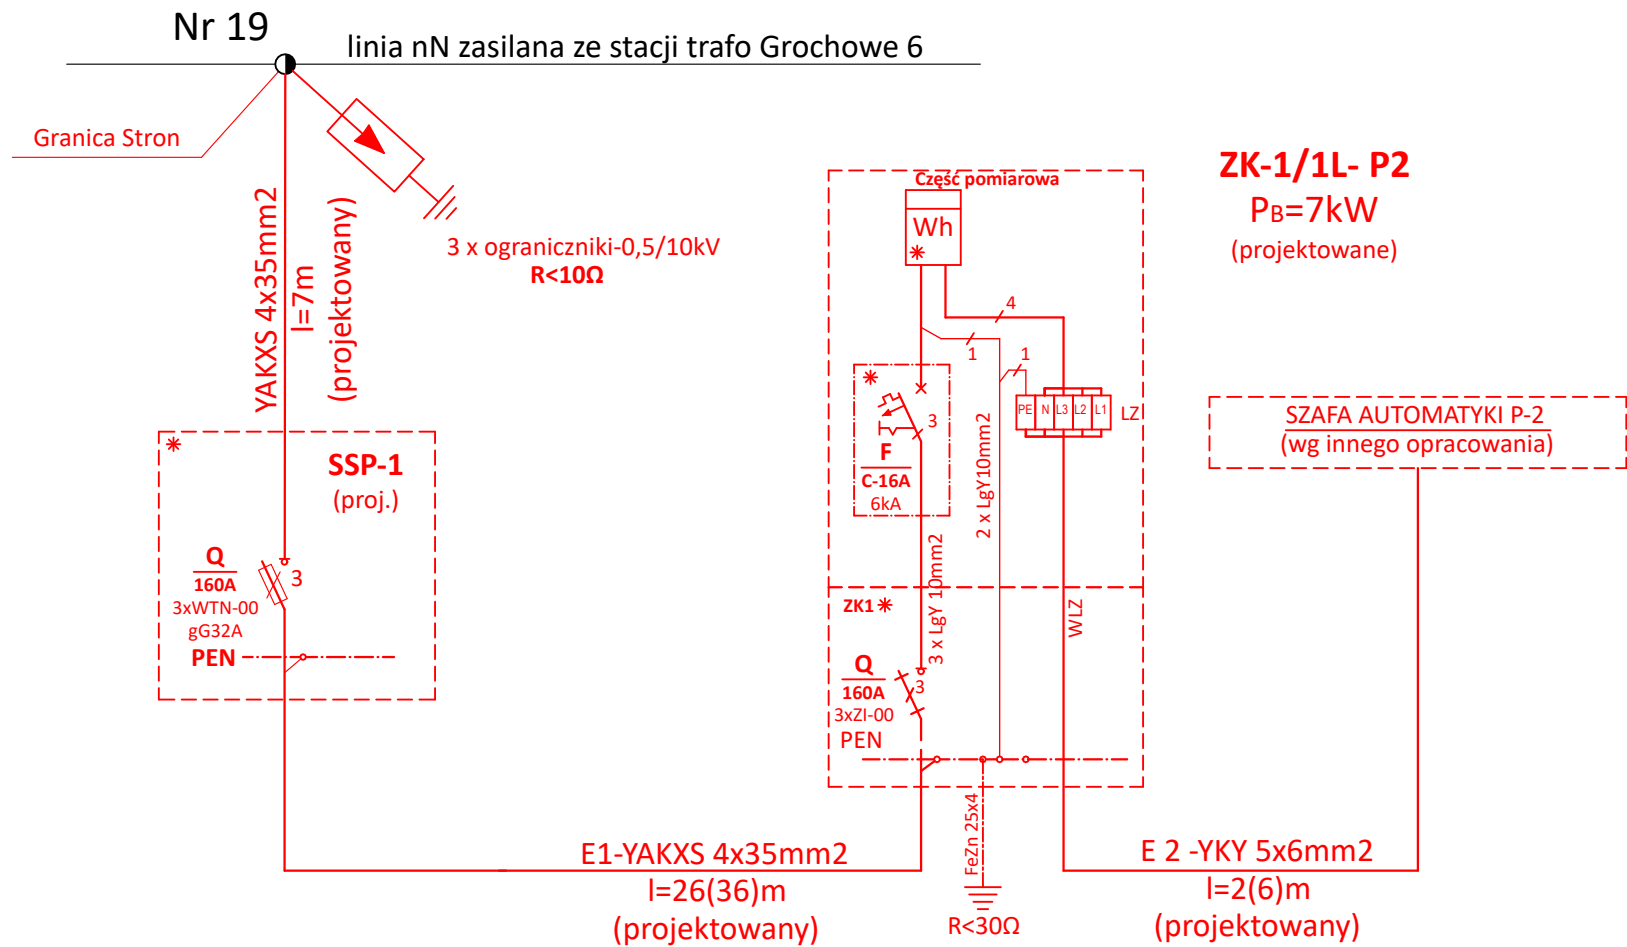 Nr 19
linia nN zasilana ze stacji trafo Grochowe 6
Granica Stron
YAKXS 4x35mm2
l=7m
(projektowany)
3 x ograniczniki-0,5/10kV
R<10Ω
SSP-1
(proj.)
Q
160A
3xWTN-00
gG32A
3
PEN
ZK-1/1L- P2
PB=7kW
(projektowane)
Część pomiarowa
Wh
4
1
1
F
C-16A
6kA
3
PE N L3 L2 L1
LZ
2 x LgY10mm2
3 x LgY 10mm2
WLZ
ZK1
Q
160A
3xZI-00
3
PEN
SZAFA AUTOMATYKI P-2
(wg innego opracowania)
E1-YAKXS 4x35mm2
l=26(36)m
(projektowany)
FeZn 25x4
R<30Ω
E 2 -YKY 5x6mm2
l=2(6)m
(projektowany)